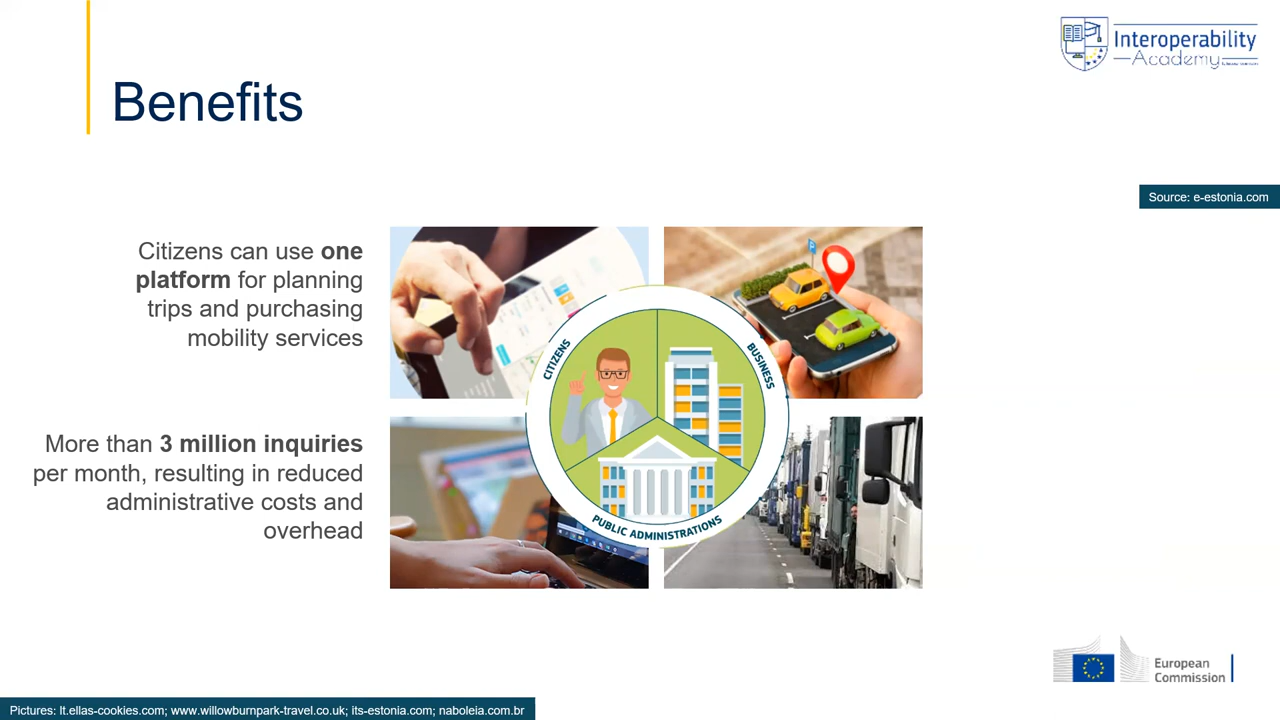 Interoperability
Academy
Benefits
Source: e-estonia.com
Citizens can use one
platform for planning
trips and purchasing
mobility services
More than 3 million inquiries
per month, resulting in reduced
administrative costs and
overhead
CITIZENS
BUSINESS
PUBLIC ADMINISTRATIONS
P
European
Commission
Pictures: lt.ellas-cookies.com; www.willowburnpark-travel.co.uk; its-estonia.com; naboleia.com.br